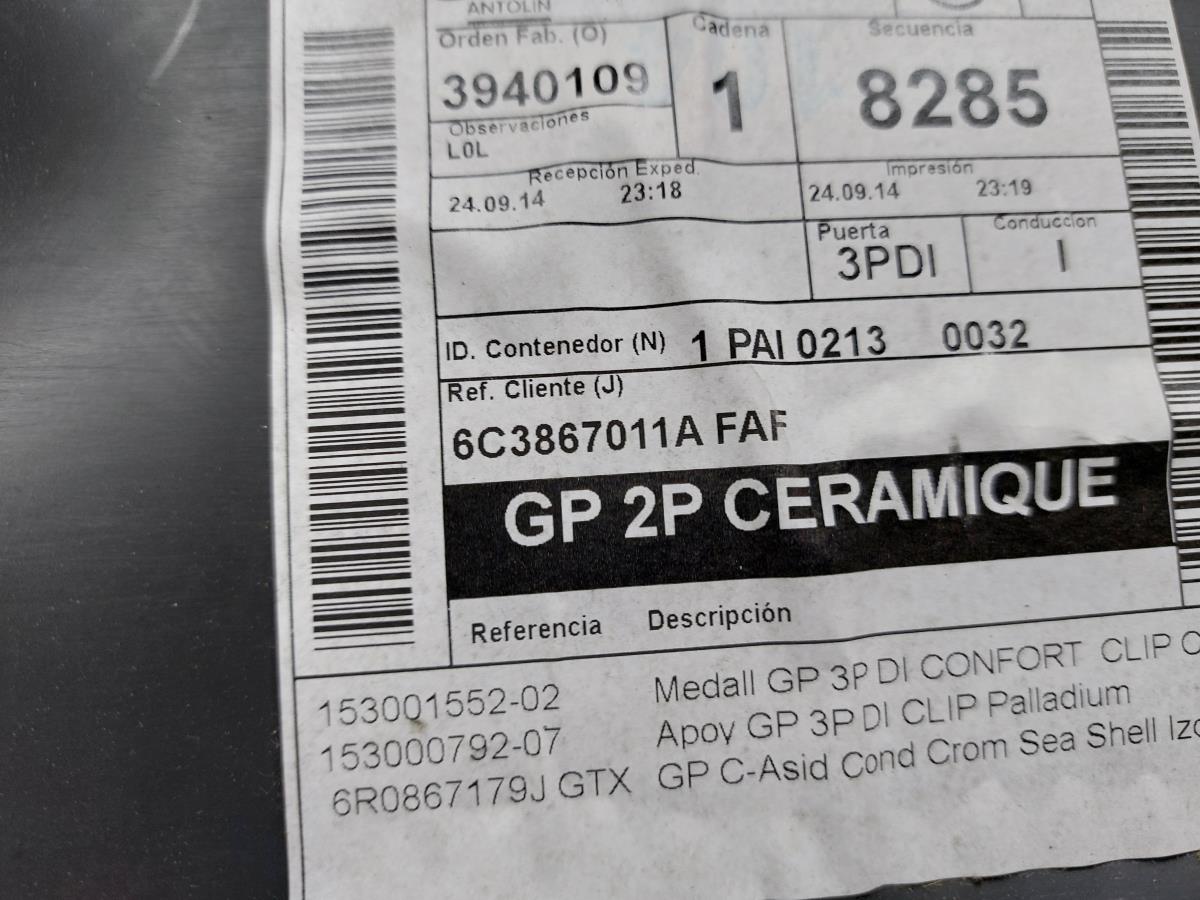 ANTOLIN
Orden Fab. (O) Cadena Secuencia
3940109 1 8285
Observaciones
L0L
Recepción Exped. Impresión
24.09.14 23:18 24.09.14 23:19
Puerta Conduccion
3PDI I
ID. Contenedor (N) 1 PAI 0213 0032
Ref. Cliente (J)
6C3867011A FAF
GP 2P CERAMIQUE
Referencia Descripción
153001552-02 Medall GP 3P DI CONFORT CLIP
153000792-07 Apoy GP 3P DI CLIP Palladium
6R0867179J GTX GP C-Asid Cond Crom Sea Shell